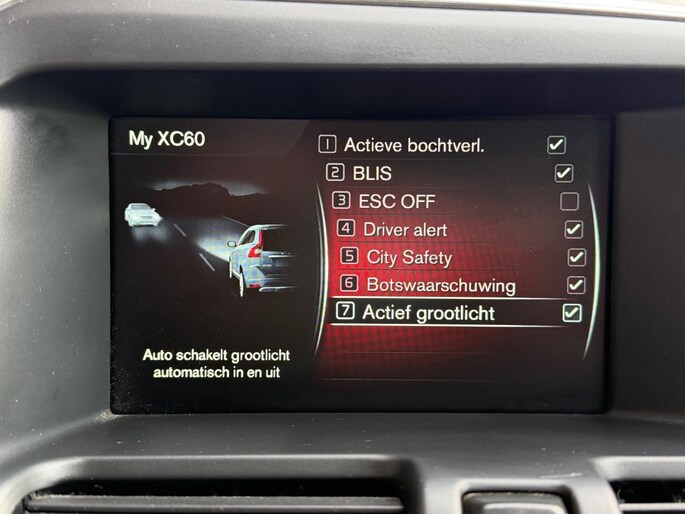 My XC60
1 Actieve bochtverl.
2 BLIS
3 ESC OFF
4 Driver alert
5 City Safety
6 Botswaarschuwing
7 Actief grootlicht
Auto schakelt grootlicht
automatisch in en uit